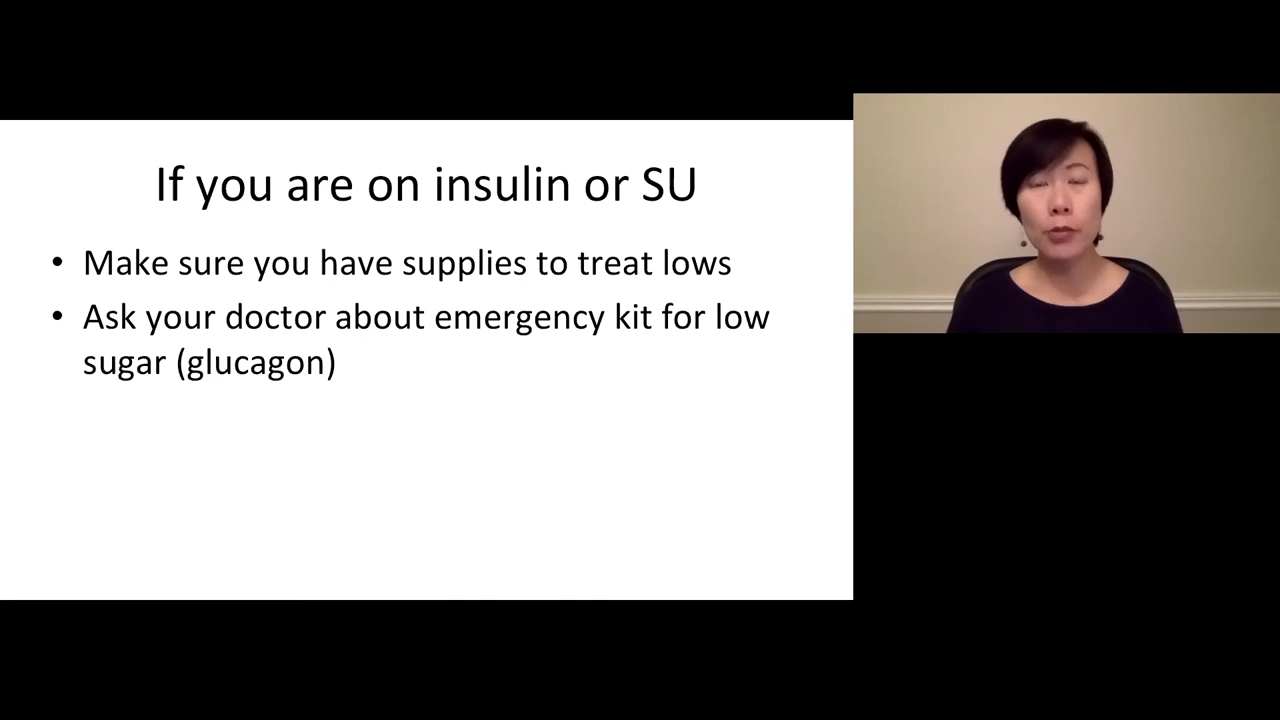 If you are on insulin or SU
• Make sure you have supplies to treat lows
• Ask your doctor about emergency kit for low
sugar (glucagon)